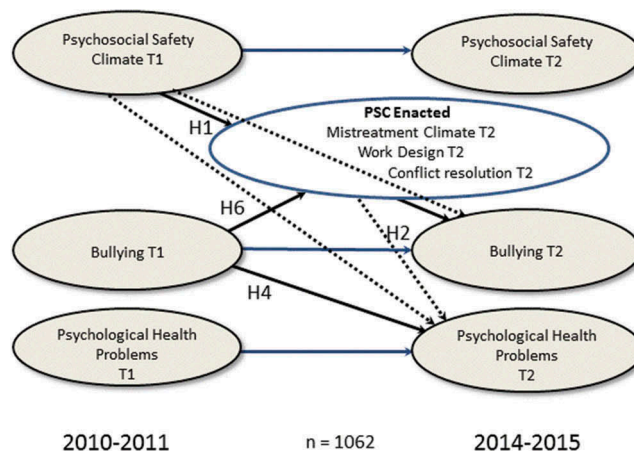 Psychosocial Safety
Climate T1
Psychosocial Safety
Climate T2
PSC Enacted
Mistreatment Climate T2
Work Design T2
Conflict resolution T2
H1
H6
H2
Bullying T1
Bullying T2
H4
Psychological Health
Problems
T1
Psychological Health
Problems
T2
2010-2011
n = 1062
2014-2015